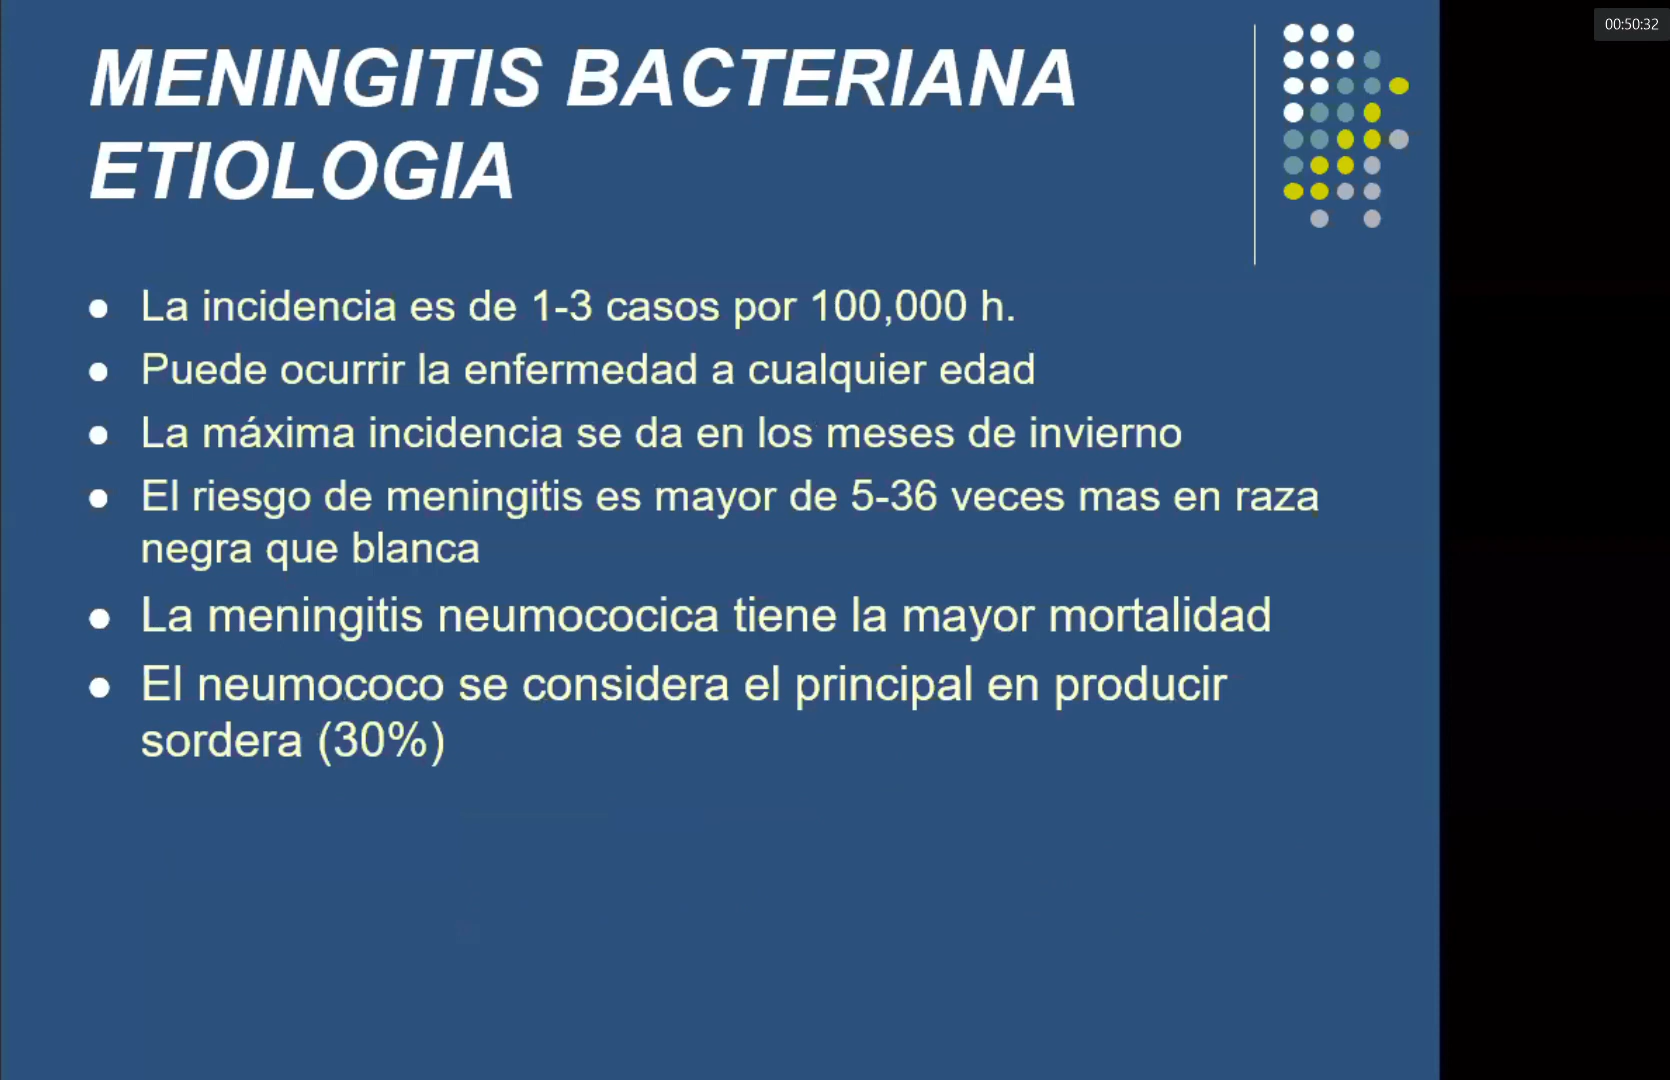 00:50:32
MENINGITIS BACTERIANA
ETIOLOGIA
● La incidencia es de 1-3 casos por 100,000 h.
● Puede ocurrir la enfermedad a cualquier edad
● La máxima incidencia se da en los meses de invierno
● El riesgo de meningitis es mayor de 5-36 veces mas en raza
negra que blanca
● La meningitis neumococica tiene la mayor mortalidad
● El neumococo se considera el principal en producir
sordera (30%)